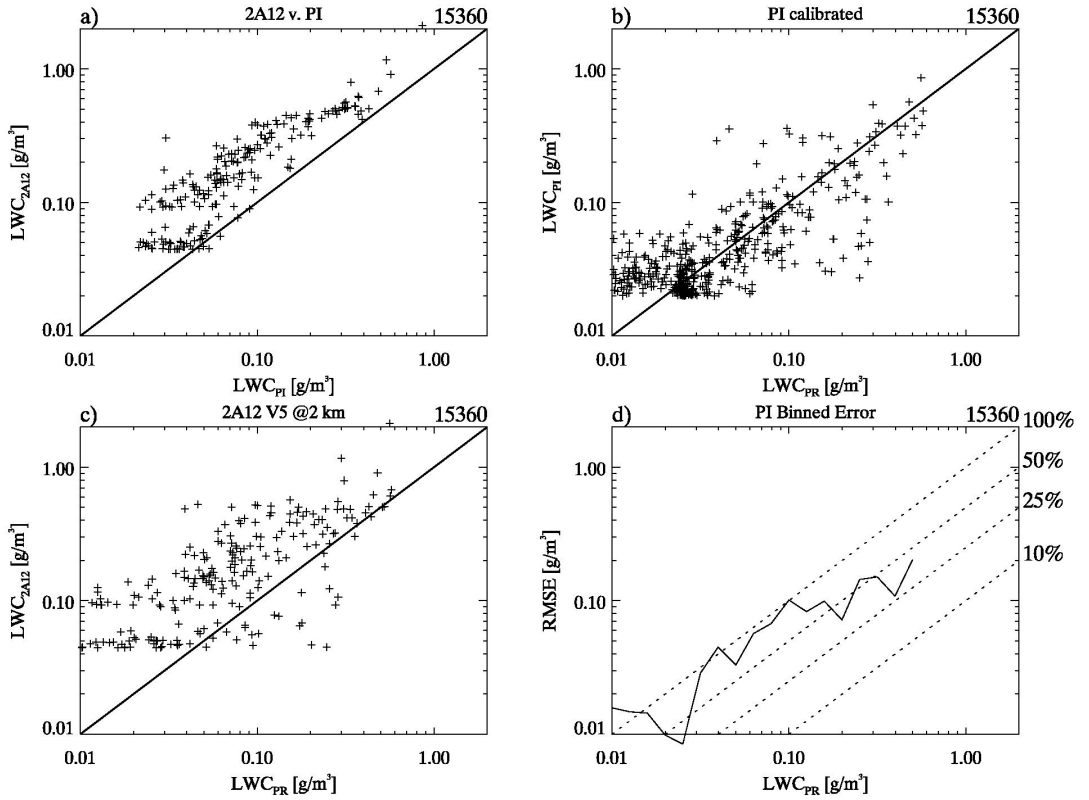 a) 2A12 v. PI 15360
1.00
0.10
0.01
LWC2A12 [g/m³]
0.01 0.10 1.00
LWCPI [g/m³]
b) PI calibrated 15360
1.00
0.10
0.01
LWCPI [g/m³]
0.01 0.10 1.00
LWCPR [g/m³]
c) 2A12 V5 @2 km 15360
1.00
0.10
0.01
LWC2A12 [g/m³]
0.01 0.10 1.00
LWCPR [g/m³]
d) PI Binned Error 15360
100%
50%
25%
10%
1.00
0.10
0.01
RMSE [g/m³]
0.01 0.10 1.00
LWCPR [g/m³]